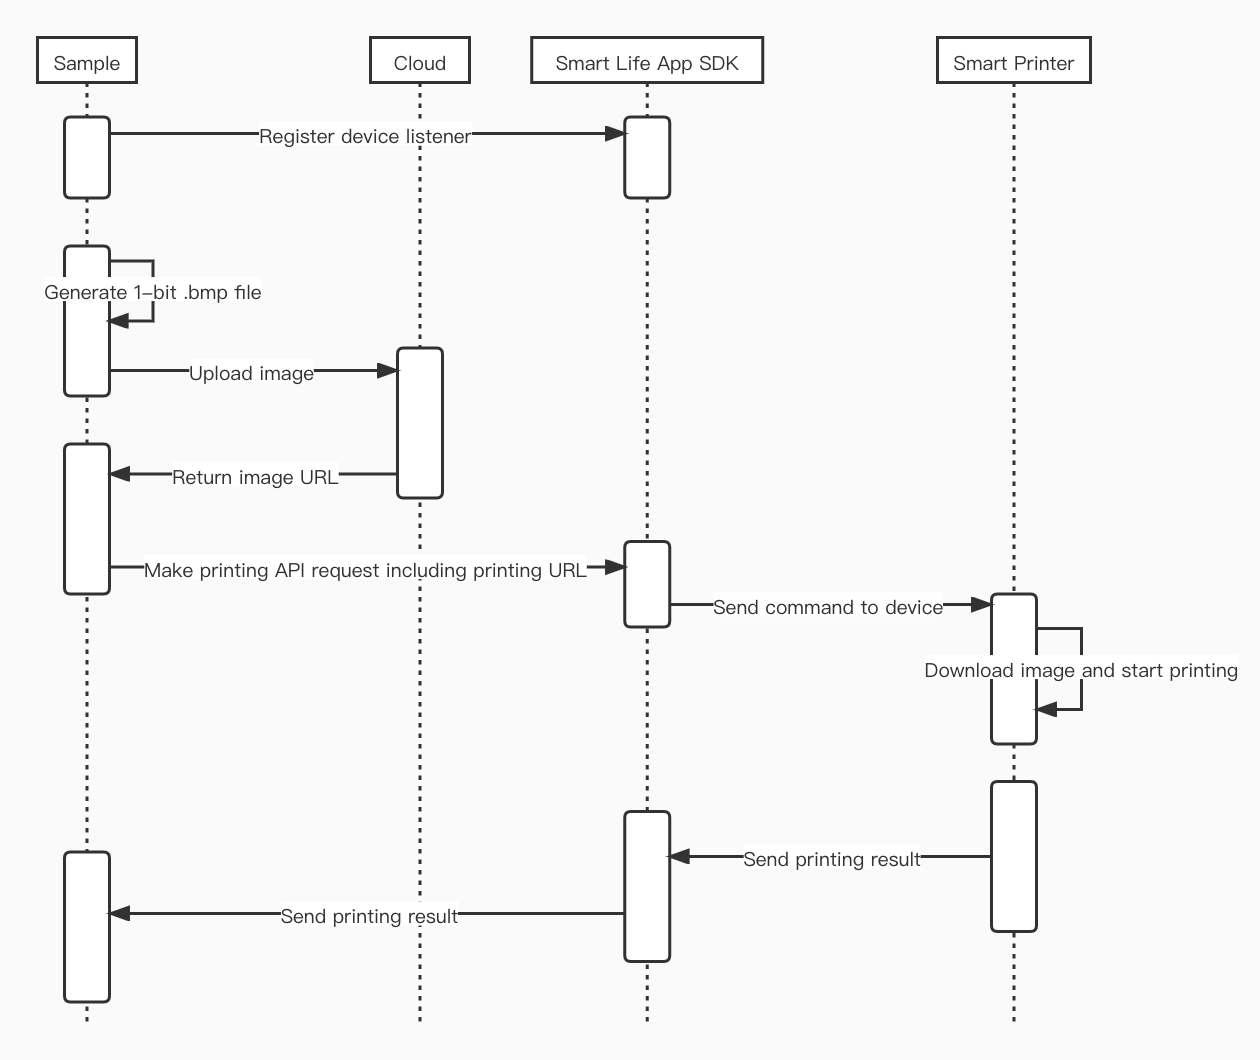 Sample
Cloud
Smart Life App SDK
Smart Printer
Register device listener
Generate 1-bit .bmp file
Upload image
Return image URL
Make printing API request including printing URL
Send command to device
Download image and start printing
Send printing result
Send printing result